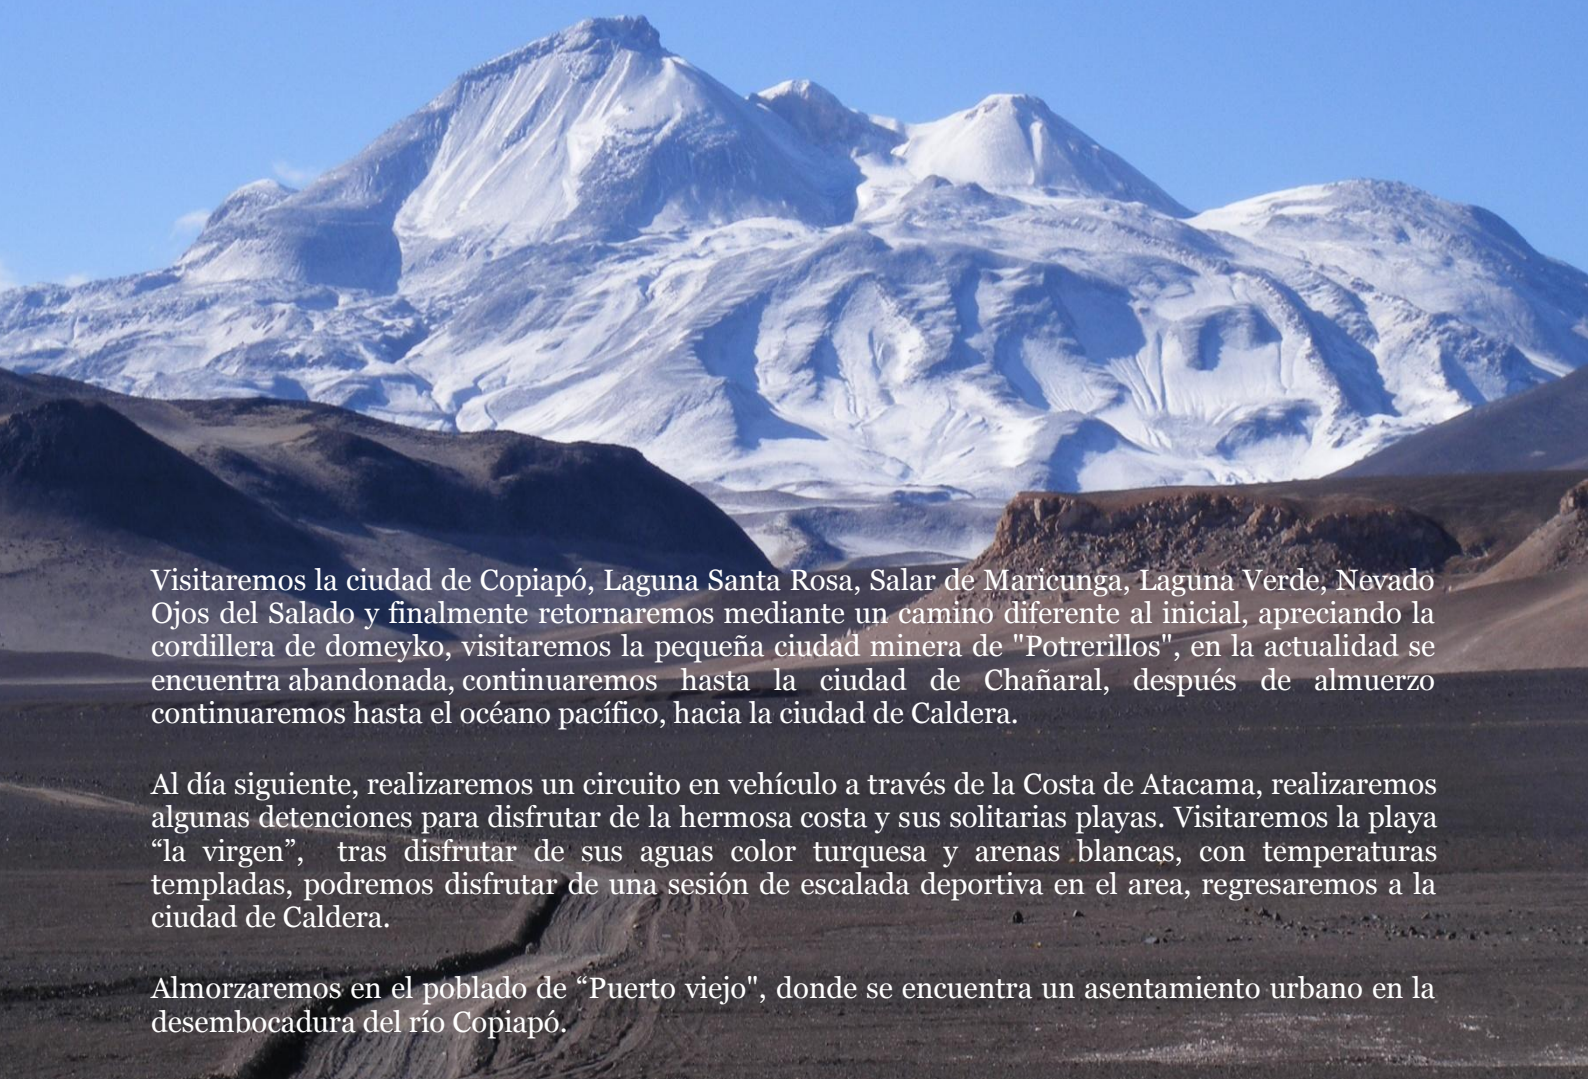 Visitaremos la ciudad de Copiapó, Laguna Santa Rosa, Salar de Maricunga, Laguna Verde, Nevado
Ojos del Salado y finalmente retornaremos mediante un camino diferente al inicial, apreciando la
cordillera de domeyko, visitaremos la pequeña ciudad minera de "Potrerillos", en la actualidad se
encuentra abandonada, continuaremos hasta la ciudad de Chañaral, después de almuerzo
continuaremos hasta el océano pacífico, hacia la ciudad de Caldera.
Al día siguiente, realizaremos un circuito en vehículo a través de la Costa de Atacama, realizaremos
algunas detenciones para disfrutar de la hermosa costa y sus solitarias playas. Visitaremos la playa
“la virgen”, tras disfrutar de sus aguas color turquesa y arenas blancas, con temperaturas
templadas, podremos disfrutar de una sesión de escalada deportiva en el area, regresaremos a la
ciudad de Caldera.
Almorzaremos en el poblado de “Puerto viejo", donde se encuentra un asentamiento urbano en la
desembocadura del río Copiapó.